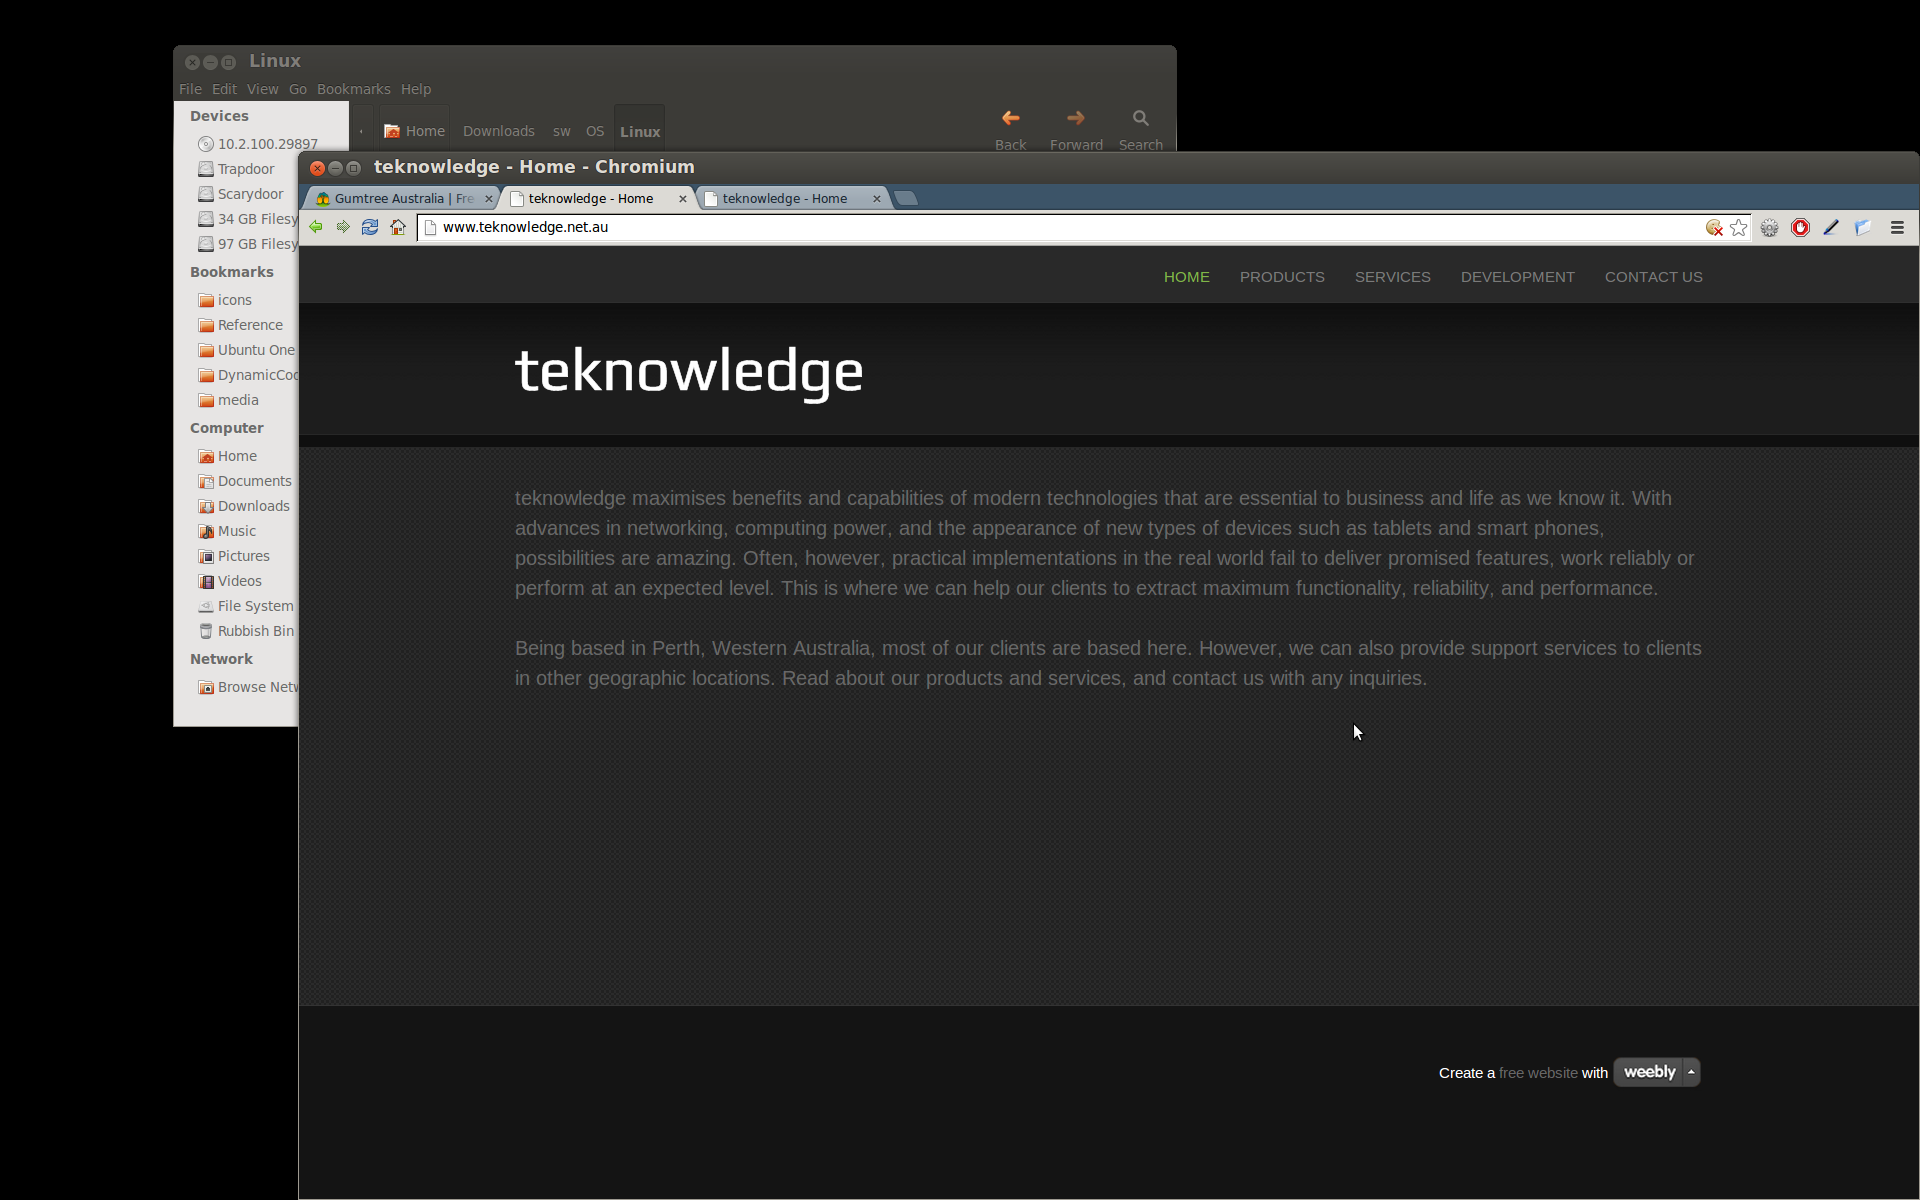 Linux
File Edit View Go Bookmarks Help
Home Downloads sw OS Linux
Back Forward Search
Devices
10.2.100.29897
Trapdoor
Scarydoor
34 GB Filesy
97 GB Filesy
Bookmarks
icons
Reference
Ubuntu One
DynamicCoo
media
Computer
Home
Documents
Downloads
Music
Pictures
Videos
File System
Rubbish Bin
Network
Browse Netw
teknowledge - Home - Chromium
Gumtree Australia | Fre teknowledge - Home teknowledge - Home
www.teknowledge.net.au
HOME PRODUCTS SERVICES DEVELOPMENT CONTACT US
teknowledge
teknowledge maximises benefits and capabilities of modern technologies that are essential to business and life as we know it. With
advances in networking, computing power, and the appearance of new types of devices such as tablets and smart phones,
possibilities are amazing. Often, however, practical implementations in the real world fail to deliver promised features, work reliably or
perform at an expected level. This is where we can help our clients to extract maximum functionality, reliability, and performance.
Being based in Perth, Western Australia, most of our clients are based here. However, we can also provide support services to clients
in other geographic locations. Read about our products and services, and contact us with any inquiries.
Create a free website with weebly